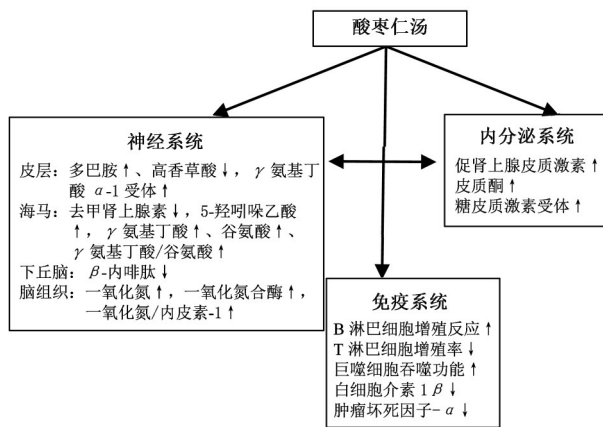 酸枣仁汤
神经系统
皮层：多巴胺↑、高香草酸↓，γ氨基丁
酸 α-1 受体↑
海马：去甲肾上腺素↓，5-羟吲哚乙酸
↑，γ氨基丁酸↑、谷氨酸↑、
γ氨基丁酸/谷氨酸↑
下丘脑：β-内啡肽↓
脑组织：一氧化氮↑，一氧化氮合酶↑，
一氧化氮/内皮素-1↑
内分泌系统
促肾上腺皮质激素↑
皮质酮↑
糖皮质激素受体↑
免疫系统
B 淋巴细胞增殖反应↑
T 淋巴细胞增殖率↓
巨噬细胞吞噬功能↑
白细胞介素 1β↓
肿瘤坏死因子-α↓